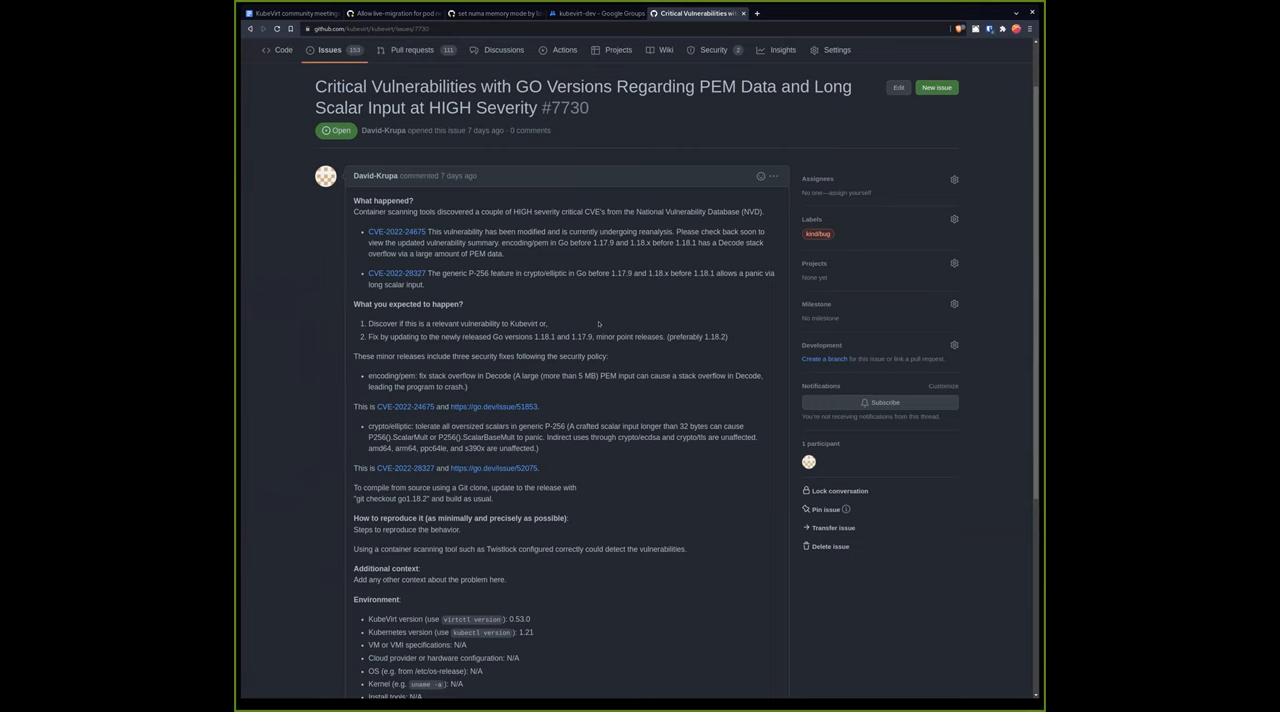 KubeVirt community meeting
Allow live-migration for pod n
set numa memory mode by
kubevirt-dev - Google Groups
Critical Vulnerabilities wit
github.com/kubevirt/kubevirt/issues/7730
Code
Issues 153
Pull requests 111
Discussions
Actions
Projects
Wiki
Security 2
Insights
Settings
Critical Vulnerabilities with GO Versions Regarding PEM Data and Long
Scalar Input at HIGH Severity #7730
Edit
New issue
Open
David-Krupa opened this issue 7 days ago · 0 comments
David-Krupa commented 7 days ago
What happened?
Container scanning tools discovered a couple of HIGH severity critical CVE's from the National Vulnerability Database (NVD).
• CVE-2022-24675 This vulnerability has been modified and is currently undergoing reanalysis. Please check back soon to
view the updated vulnerability summary. encoding/pem in Go before 1.17.9 and 1.18.x before 1.18.1 has a Decode stack
overflow via a large amount of PEM data.
• CVE-2022-28327 The generic P-256 feature in crypto/elliptic in Go before 1.17.9 and 1.18.x before 1.18.1 allows a panic via
long scalar input.
What you expected to happen?
1. Discover if this is a relevant vulnerability to Kubevirt or,
2. Fix by updating to the newly released Go versions 1.18.1 and 1.17.9, minor point releases. (preferably 1.18.2)
These minor releases include three security fixes following the security policy:
• encoding/pem: fix stack overflow in Decode (A large (more than 5 MB) PEM input can cause a stack overflow in Decode,
leading the program to crash.)
This is CVE-2022-24675 and https://go.dev/issue/51853.
• crypto/elliptic: tolerate all oversized scalars in generic P-256 (A crafted scalar input longer than 32 bytes can cause
P256().ScalarMult or P256().ScalarBaseMult to panic. Indirect uses through crypto/ecdsa and crypto/tls are unaffected.
amd64, arm64, ppc64le, and s390x are unaffected.)
This is CVE-2022-28327 and https://go.dev/issue/52075.
To compile from source using a Git clone, update to the release with
"git checkout go1.18.2" and build as usual.
How to reproduce it (as minimally and precisely as possible):
Steps to reproduce the behavior.
Using a container scanning tool such as Twistlock configured correctly could detect the vulnerabilities.
Additional context:
Add any other context about the problem here.
Environment:
• KubeVirt version (use virtctl version): 0.53.0
• Kubernetes version (use kubectl version): 1.21
• VM or VMI specifications: N/A
• Cloud provider or hardware configuration: N/A
• OS (e.g. from /etc/os-release): N/A
• Kernel (e.g. uname -a): N/A
• Install tools: N/A
Assignees
No one—assign yourself
Labels
kind/bug
Projects
None yet
Milestone
No milestone
Development
Create a branch for this issue or link a pull request.
Notifications
Customize
Subscribe
You're not receiving notifications from this thread.
1 participant
Lock conversation
Pin issue
Transfer issue
Delete issue